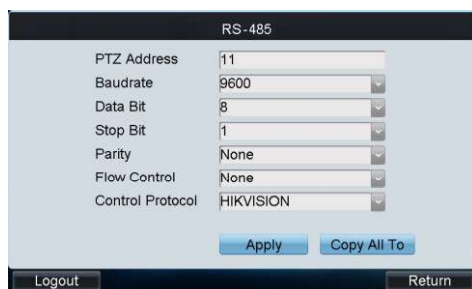 RS-485
PTZ Address 11
Baudrate 9600
Data Bit 8
Stop Bit 1
Parity None
Flow Control None
Control Protocol HIKVISION
Apply Copy All To
Logout Return